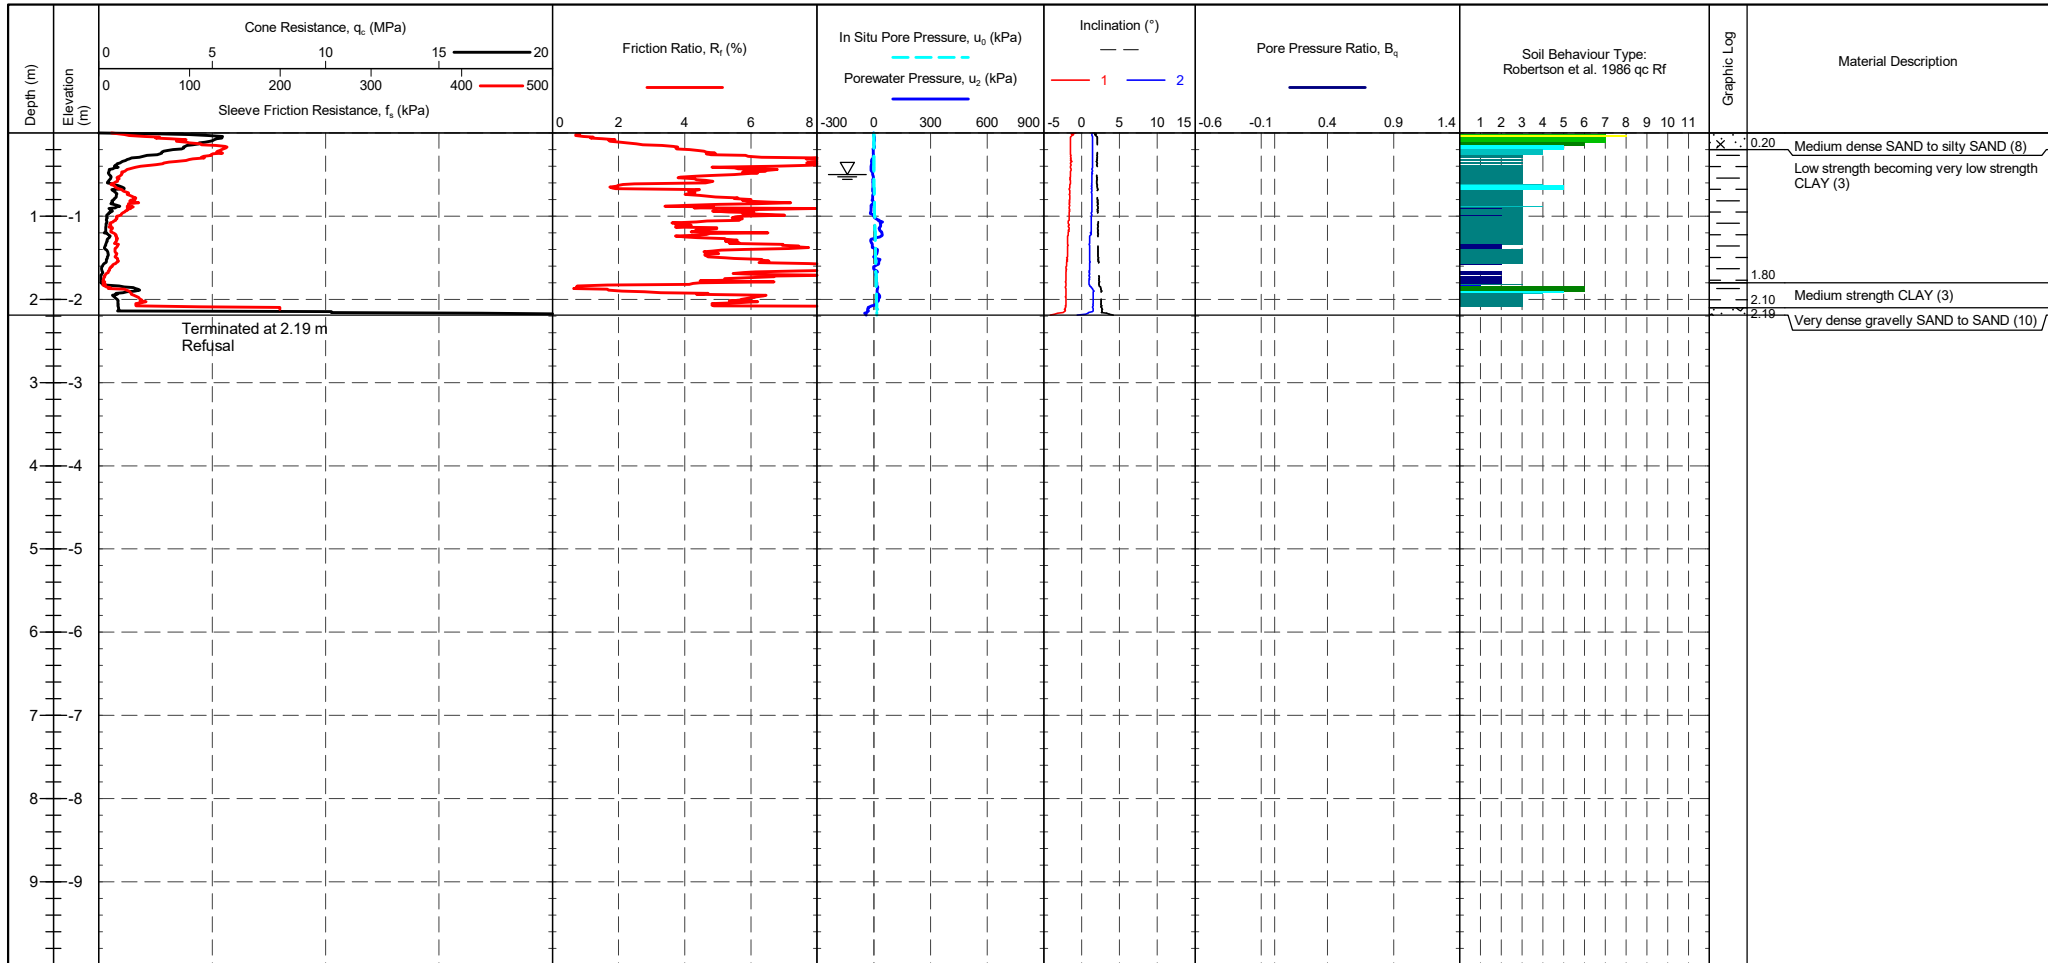 Depth (m)
Elevation (m)
Cone Resistance, qc (MPa)
0 5 10 15 20
0 100 200 300 400 500
Sleeve Friction Resistance, fs (kPa)
Friction Ratio, Rf (%)
0 2 4 6 8
In Situ Pore Pressure, u0 (kPa)
Porewater Pressure, u2 (kPa)
-300 0 300 600 900
Inclination (°)
1 2
-5 0 5 10 15
Pore Pressure Ratio, Bq
-0.6 -0.1 0.4 0.9 1.4
Soil Behaviour Type:
Robertson et al. 1986 qc Rf
1 2 3 4 5 6 7 8 9 10 11
Graphic Log
Material Description
0.20
Medium dense SAND to silty SAND (8)
Low strength becoming very low strength
CLAY (3)
1 -1
1.80
Medium strength CLAY (3)
2 -2
2.10
2.19
Very dense gravelly SAND to SAND (10)
Terminated at 2.19 m
Refusal
3 -3
4 -4
5 -5
6 -6
7 -7
8 -8
9 -9